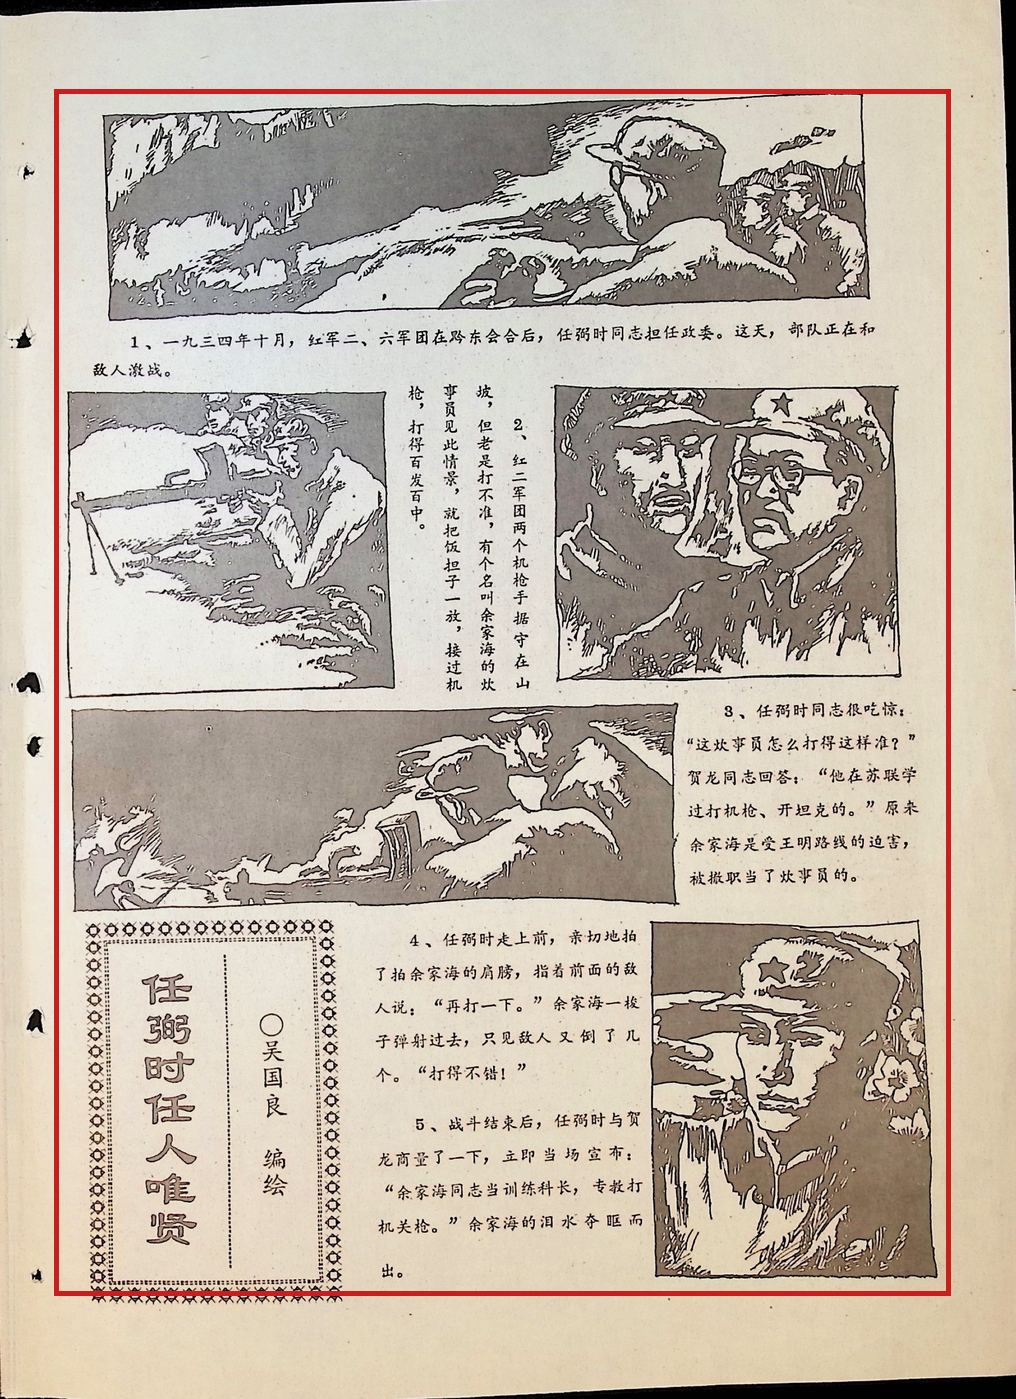 1、一九三四年十月，红军二、六军团在黔东会合后，任弼时同志担任政委。这天，部队正在和
敌人激战。
2、红二军团两个机枪手据守在山
坡，但老是打不准，有个名叫余家海的炊
事员见此情景，就把饭担子一放，接过机
枪，打得百发百中。
3、任弼时同志很吃惊：
“这炊事员怎么打得这样准？”
贺龙同志回答：“他在苏联学
过打机枪、开坦克的。”原来
余家海是受王明路线的迫害，
被撤职当了炊事员的。
4、任弼时走上前，亲切地拍
了拍余家海的肩膀，指着前面的敌
人说：“再打一下。”余家海一梭
子弹射过去，只见敌人又倒了几
个。“打得不错！”
5、战斗结束后，任弼时与贺
龙商量了一下，立即当场宣布：
“余家海同志当训练科长，专教打
机关枪。”余家海的泪水夺眶而
出。
任弼时任人唯贤
○吴国良 编绘